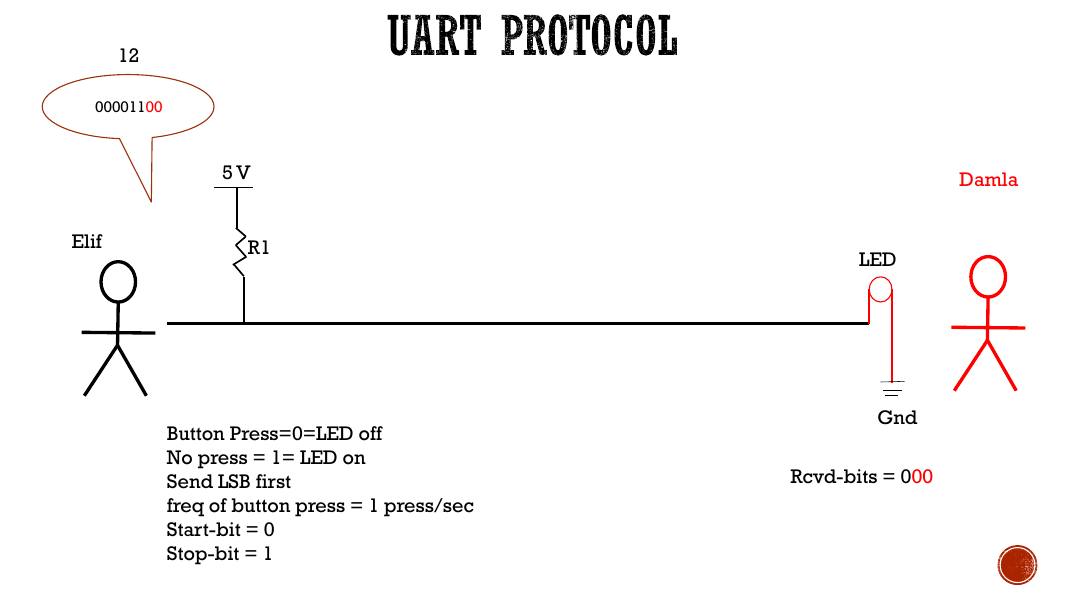 UART PROTOCOL
12
00001100
5 V
Damla
Elif
R1
LED
Gnd
Button Press=0=LED off
No press = 1= LED on
Send LSB first
freq of button press = 1 press/sec
Start-bit = 0
Stop-bit = 1
Rcvd-bits = 000